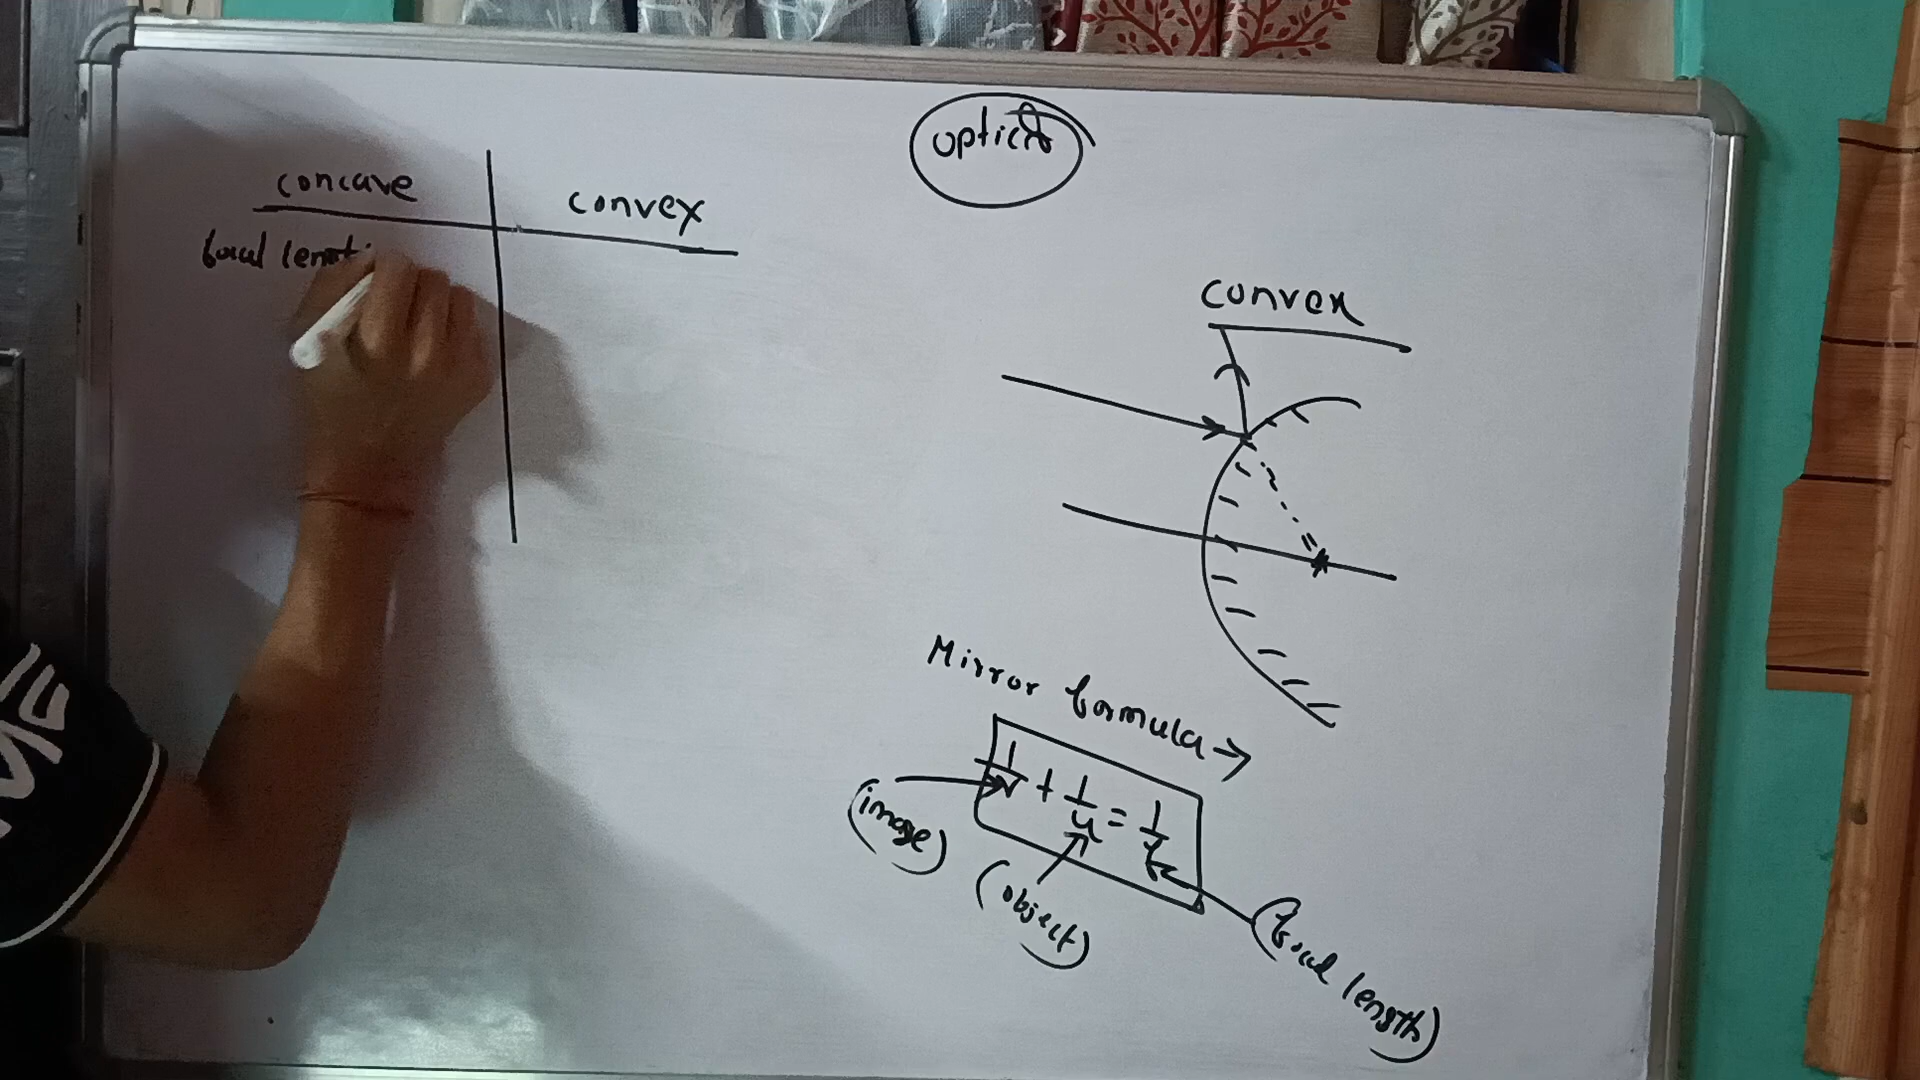 optics
concave
convex
focal lengt
convex
Mirror formula →
1/v + 1/u = 1/f
(image)
(object)
(focal length)